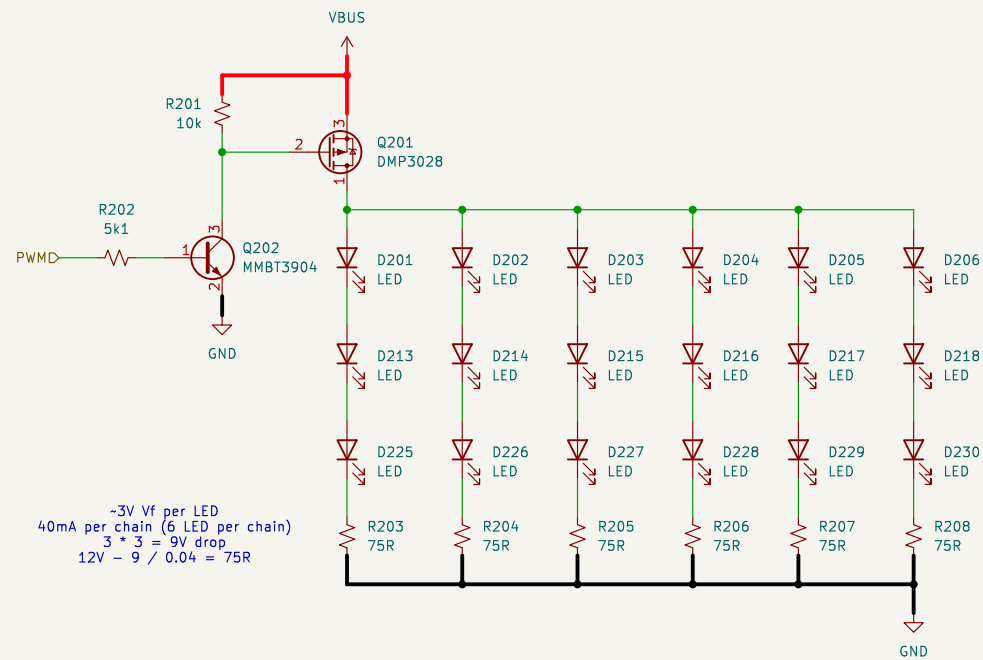 VBUS
R201
10k
3
2
Q201
DMP3028
1
R202
5k1
3
PWM
1
Q202
MMBT3904
2
GND
D201
LED
D202
LED
D203
LED
D204
LED
D205
LED
D206
LED
D213
LED
D214
LED
D215
LED
D216
LED
D217
LED
D218
LED
D225
LED
D226
LED
D227
LED
D228
LED
D229
LED
D230
LED
~3V Vf per LED
40mA per chain (6 LED per chain)
3 * 3 = 9V drop
12V - 9 / 0.04 = 75R
R203
75R
R204
75R
R205
75R
R206
75R
R207
75R
R208
75R
GND